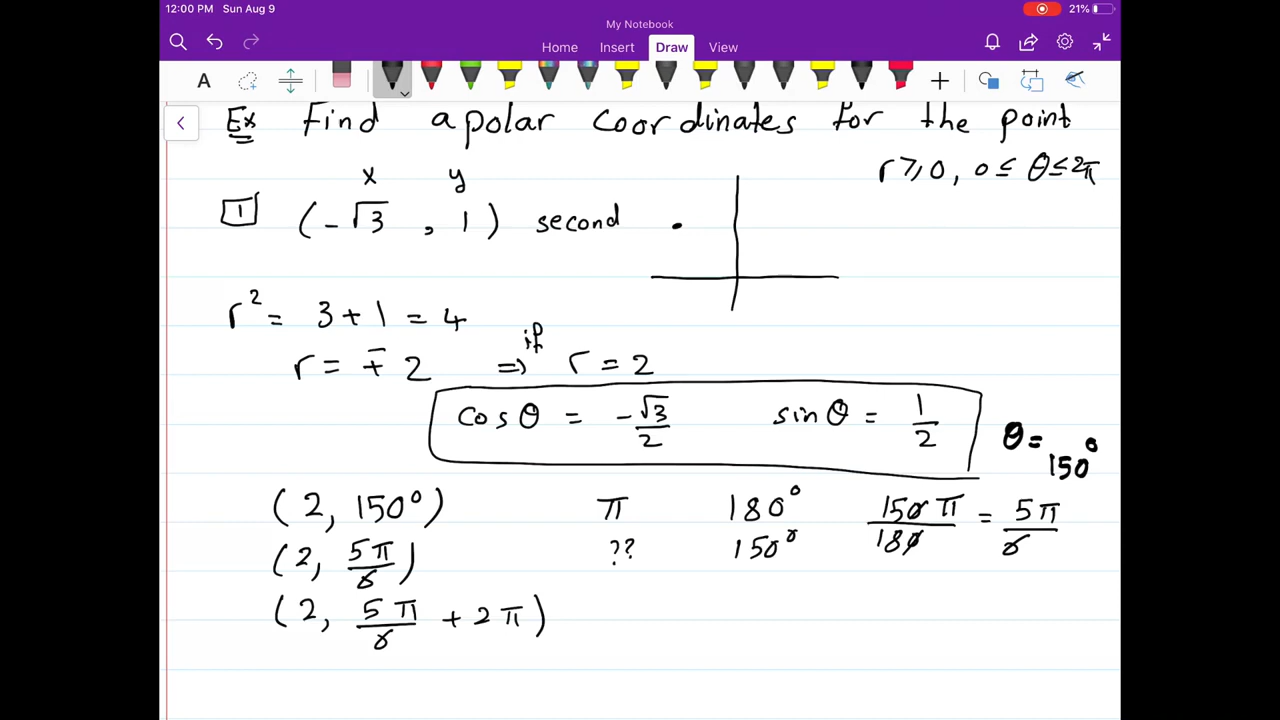 12:00 PM Sun Aug 9 21%
My Notebook
Home Insert Draw View
A
Ex Find a polar coordinates for the point
r ⩾ 0, 0 ≤ θ ≤ 2π
x y
1 (-√3 , 1) second
r² = 3 + 1 = 4
r = ∓ 2 ⇒ if r = 2
cos θ = -√3/2 sin θ = 1/2 θ = 150°
(2, 150°) π 180° 150π/180 = 5π/6
(2, 5π/6) ?? 150°
(2, 5π/6 + 2π)